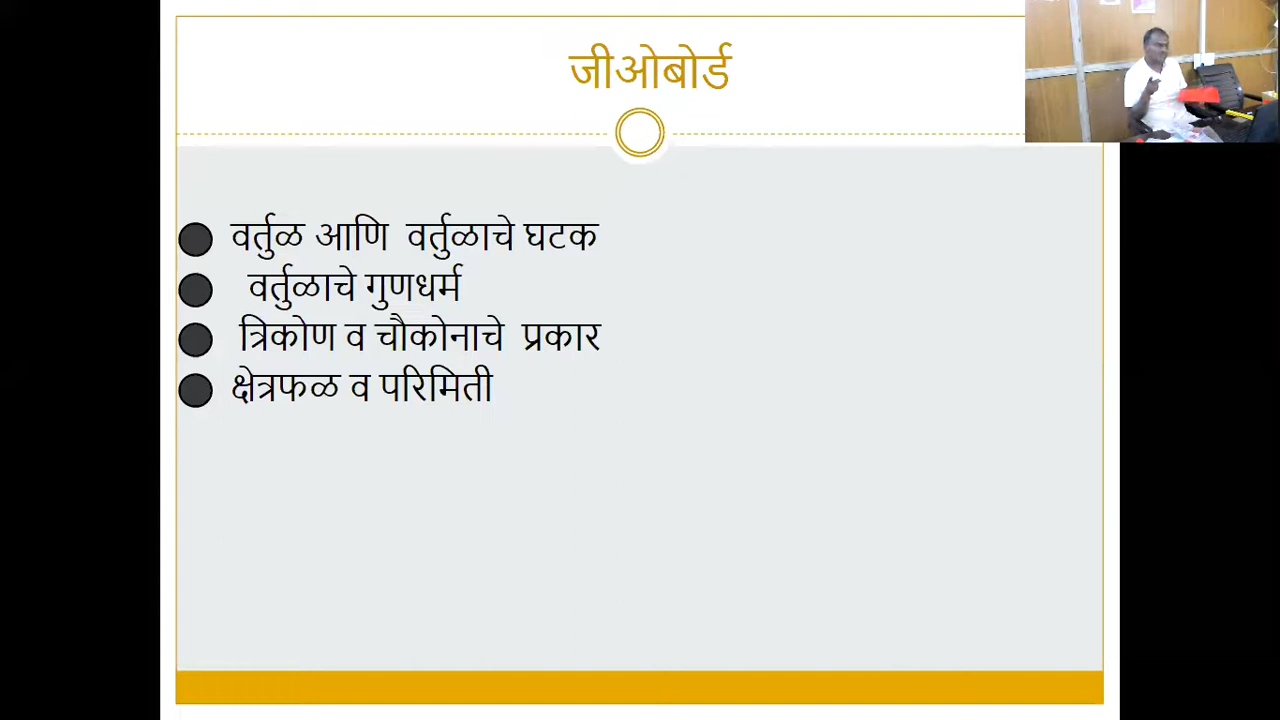 जीओबोर्ड
वर्तुळ आणि वर्तुळाचे घटक
वर्तुळाचे गुणधर्म
त्रिकोण व चौकोनाचे प्रकार
क्षेत्रफळ व परिमिती